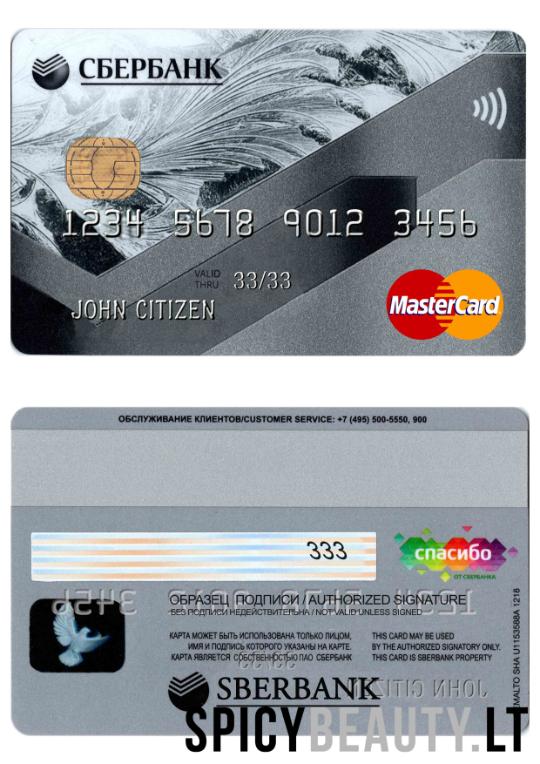 СБЕРБАНК
1234 5678 9012 3456
VALID THRU 33/33
JOHN CITIZEN
MasterCard
ОБСЛУЖИВАНИЕ КЛИЕНТОВ/CUSTOMER SERVICE: +7 (495) 500-5550, 900
333
спасибо
ОТ СБЕРБАНКА
ОБРАЗЕЦ ПОДПИСИ / AUTHORIZED SIGNATURE
БЕЗ ПОДПИСИ НЕДЕЙСТВИТЕЛЬНА / NOT VALID UNLESS SIGNED
КАРТА МОЖЕТ БЫТЬ ИСПОЛЬЗОВАНА ТОЛЬКО ЛИЦОМ,
ИМЯ И ПОДПИСЬ КОТОРОГО УКАЗАНЫ НА КАРТЕ.
КАРТА ЯВЛЯЕТСЯ СОБСТВЕННОСТЬЮ ПАО СБЕРБАНК
THIS CARD MAY BE USED
BY THE AUTHORIZED SIGNATORY ONLY.
THIS CARD IS SBERBANK PROPERTY
SBERBANK
SPICYBEAUTY.LT